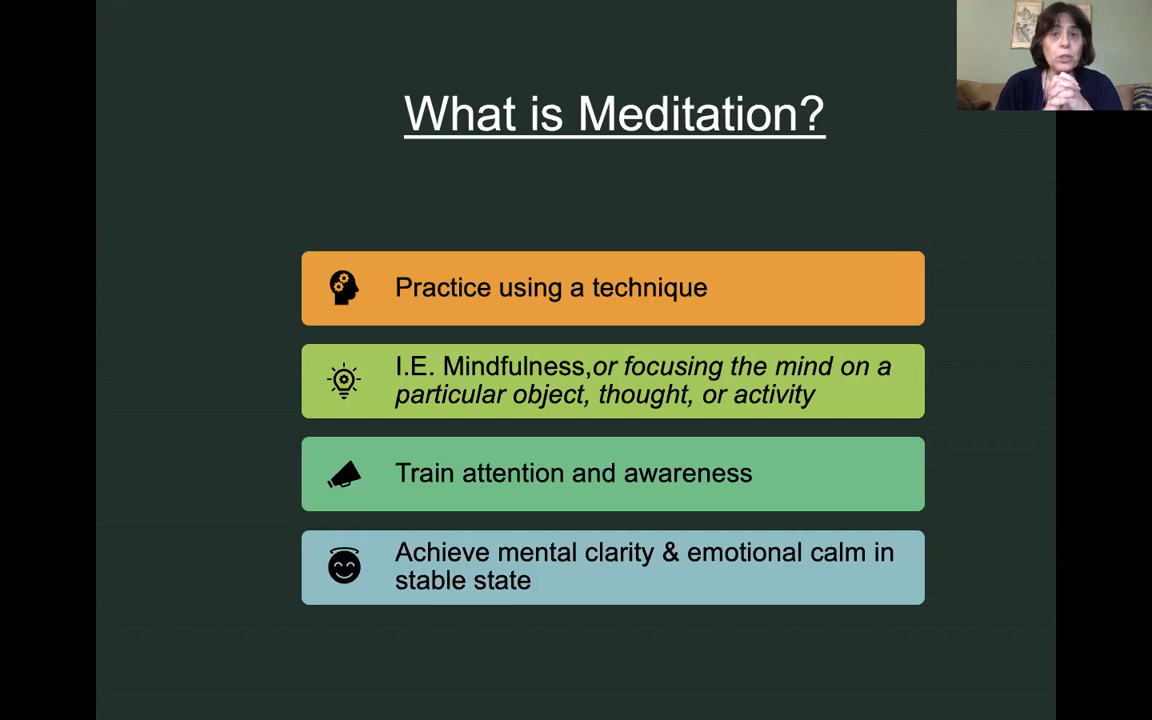 What is Meditation?
Practice using a technique
I.E. Mindfulness,or focusing the mind on a
particular object, thought, or activity
Train attention and awareness
Achieve mental clarity & emotional calm in
stable state